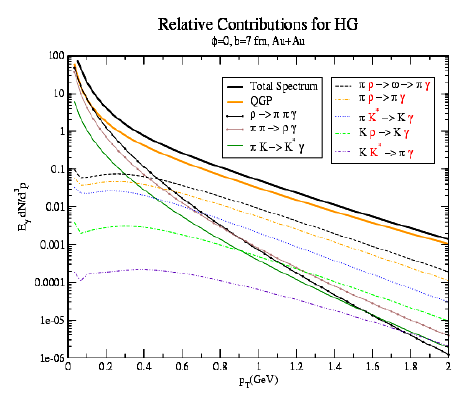 Relative Contributions for HG
ϕ=0, b=7 fm, Au+Au
100
10
1
0.1
0.01
0.001
0.0001
1e-05
1e-06
E_γ dN/d³p
Total Spectrum
QGP
ρ −> π π γ
π π −> ρ γ
π K −> K* γ
π ρ −> ω −> π γ
π ρ −> π γ
π K* −> K γ
K ρ −> K γ
K K* −> π γ
0 0.2 0.4 0.6 0.8 1 1.2 1.4 1.6 1.8 2
p_T(GeV)